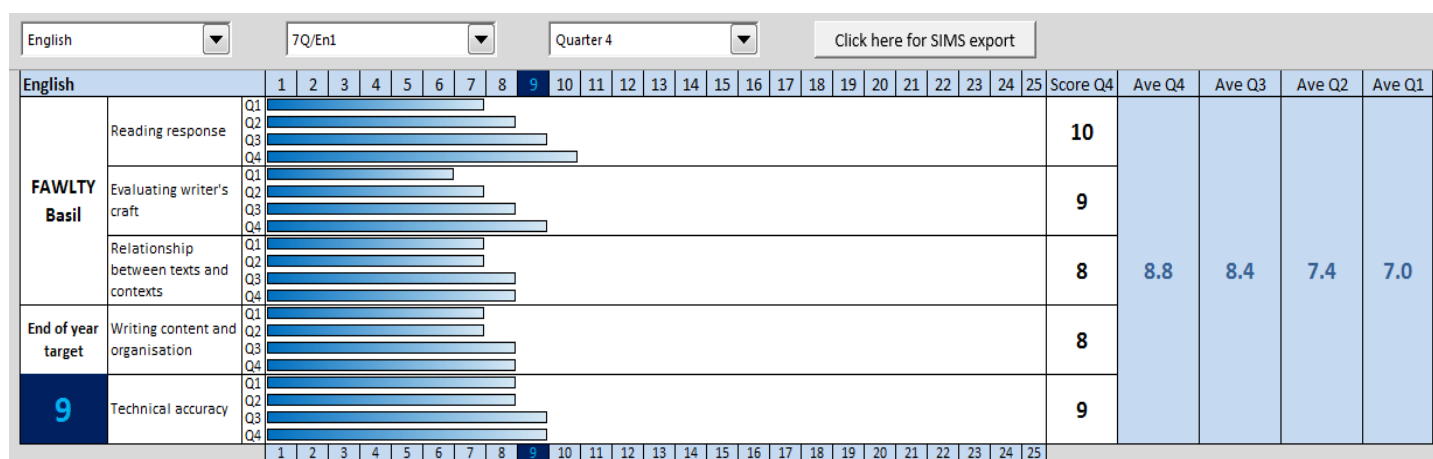 English 7Q/En1 Quarter 4 Click here for SIMS export
English 1 2 3 4 5 6 7 8 9 10 11 12 13 14 15 16 17 18 19 20 21 22 23 24 25 Score Q4 Ave Q4 Ave Q3 Ave Q2 Ave Q1
FAWLTY
Basil
Reading response
Q1
Q2
Q3
Q4
10
Evaluating writer's
craft
Q1
Q2
Q3
Q4
9
Relationship
between texts and
contexts
Q1
Q2
Q3
Q4
8
8.8 8.4 7.4 7.0
End of year
target
Writing content and
organisation
Q1
Q2
Q3
Q4
8
9
Technical accuracy
Q1
Q2
Q3
Q4
9
1 2 3 4 5 6 7 8 9 10 11 12 13 14 15 16 17 18 19 20 21 22 23 24 25